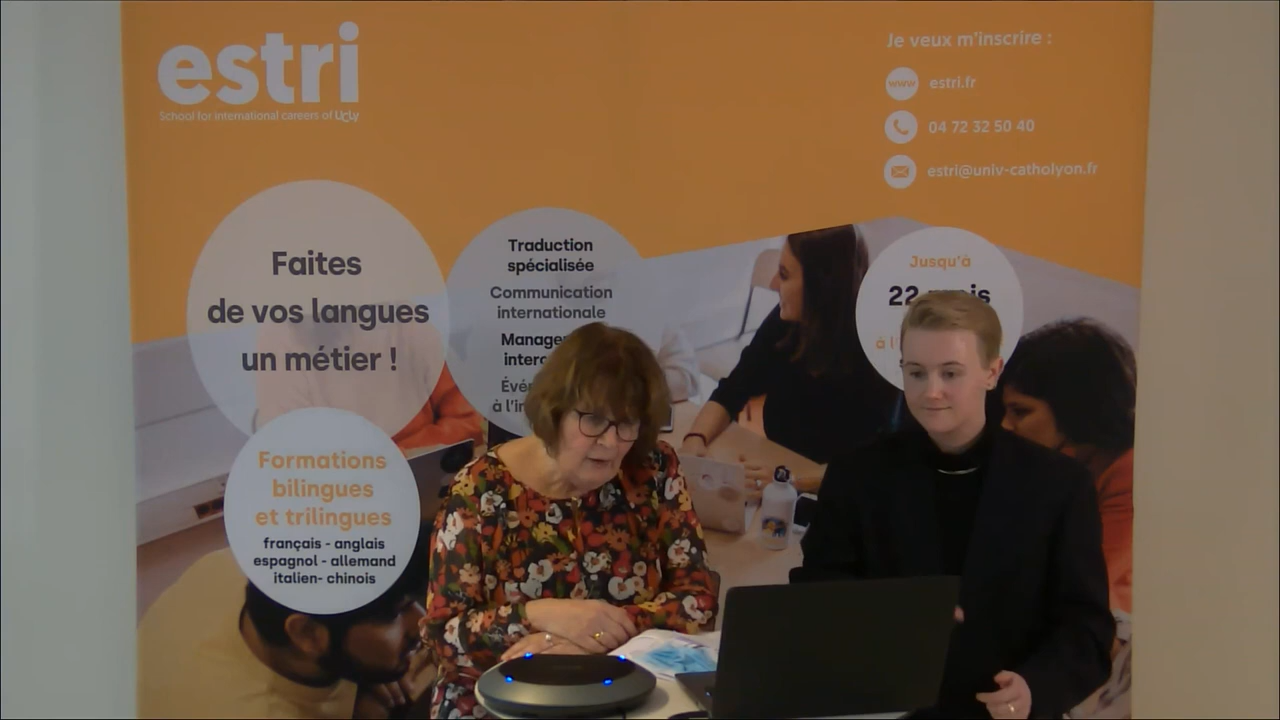 estri
School for international careers of UCLy
Je veux m'inscrire :
www estri.fr
04 72 32 50 40
estri@univ-catholyon.fr
Faites
de vos langues
un métier !
Traduction
spécialisée
Communication
internationale
Jusqu'à
22
à l
Formations
bilingues
et trilingues
français - anglais
espagnol - allemand
italien- chinois